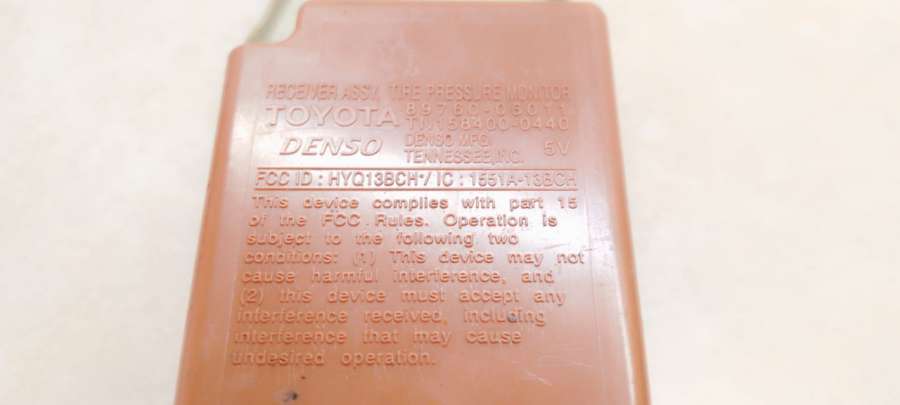 RECEIVER ASSY, TIRE PRESSURE MONITOR
TOYOTA 89760-06011
TN158400-0440
DENSO DENSO MFG. 5V
TENNESSEE, INC.
FCC ID : HYQ13BCH / IC : 1551A-13BCH
This device complies with part 15
of the FCC Rules. Operation is
subject to the following two
conditions: (1) This device may not
cause harmful interference, and
(2) this device must accept any
interference received, including
interference that may cause
undesired operation.